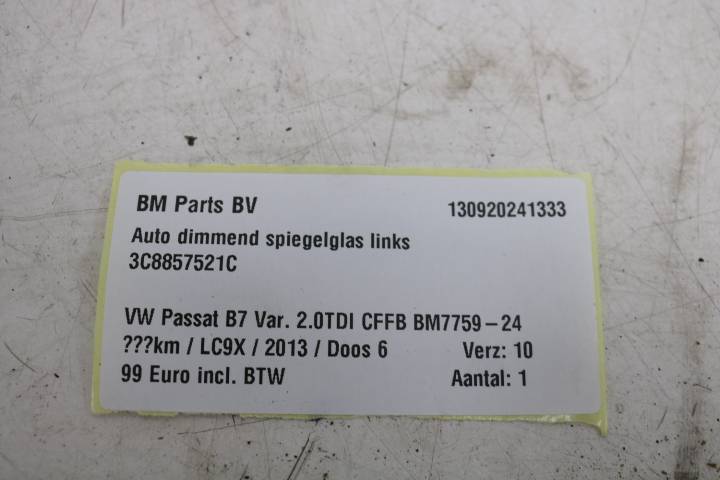 BM Parts BV 130920241333
Auto dimmend spiegelglas links
3C8857521C
VW Passat B7 Var. 2.0TDI CFFB BM7759-24
???km / LC9X / 2013 / Doos 6 Verz: 10
99 Euro incl. BTW Aantal: 1